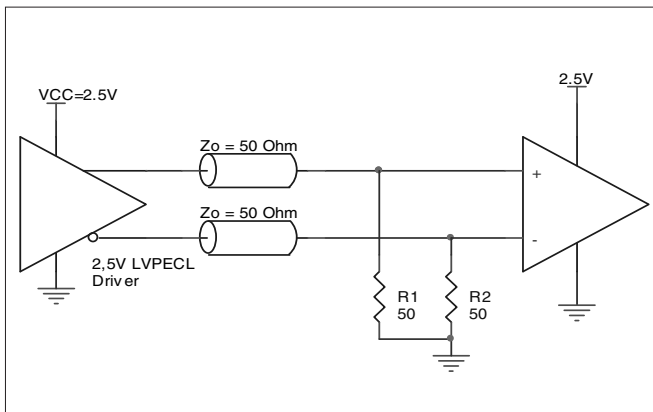 VCC=2.5V
2.5V
Zo = 50 Ohm
+
Zo = 50 Ohm
-
2,5V LVPECL
Driver
R1
50
R2
50